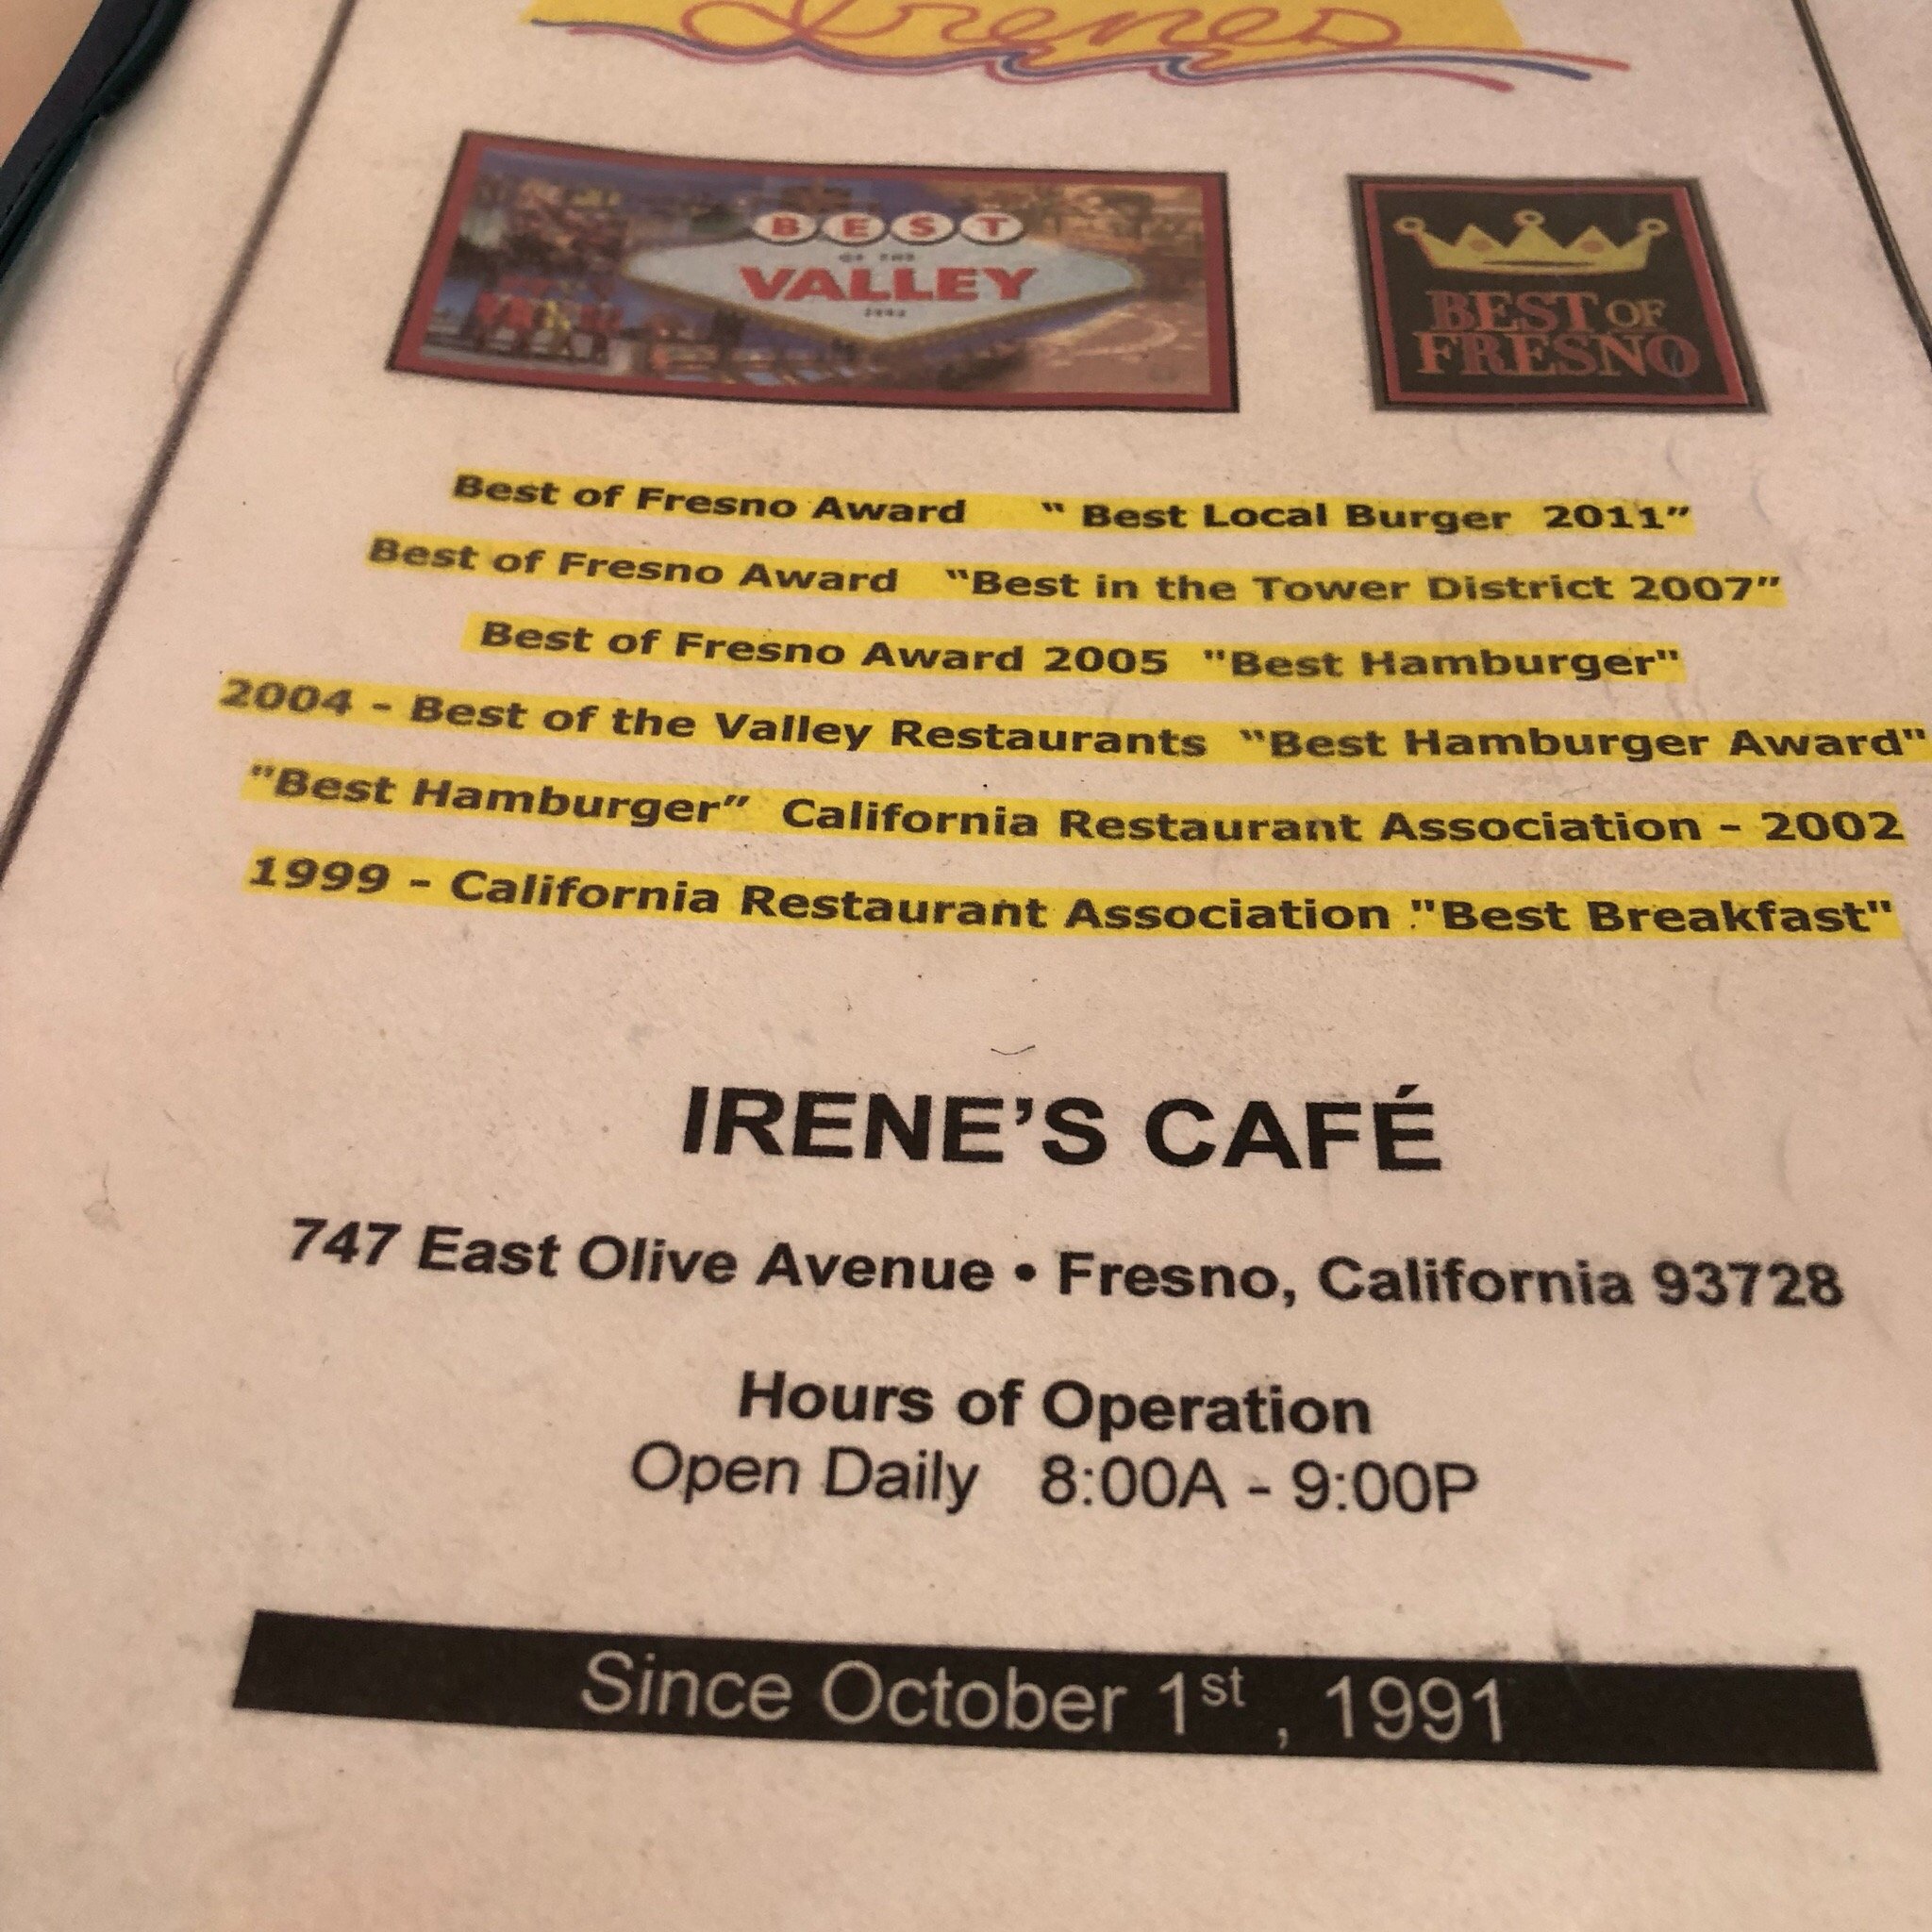 Irenes
BEST
OF THE
VALLEY
BEST OF
FRESNO
Best of Fresno Award “ Best Local Burger 2011”
Best of Fresno Award “Best in the Tower District 2007”
Best of Fresno Award 2005 "Best Hamburger"
2004 - Best of the Valley Restaurants “Best Hamburger Award"
"Best Hamburger” California Restaurant Association - 2002
1999 - California Restaurant Association "Best Breakfast"
IRENE’S CAFÉ
747 East Olive Avenue • Fresno, California 93728
Hours of Operation
Open Daily 8:00A - 9:00P
Since October 1st , 1991